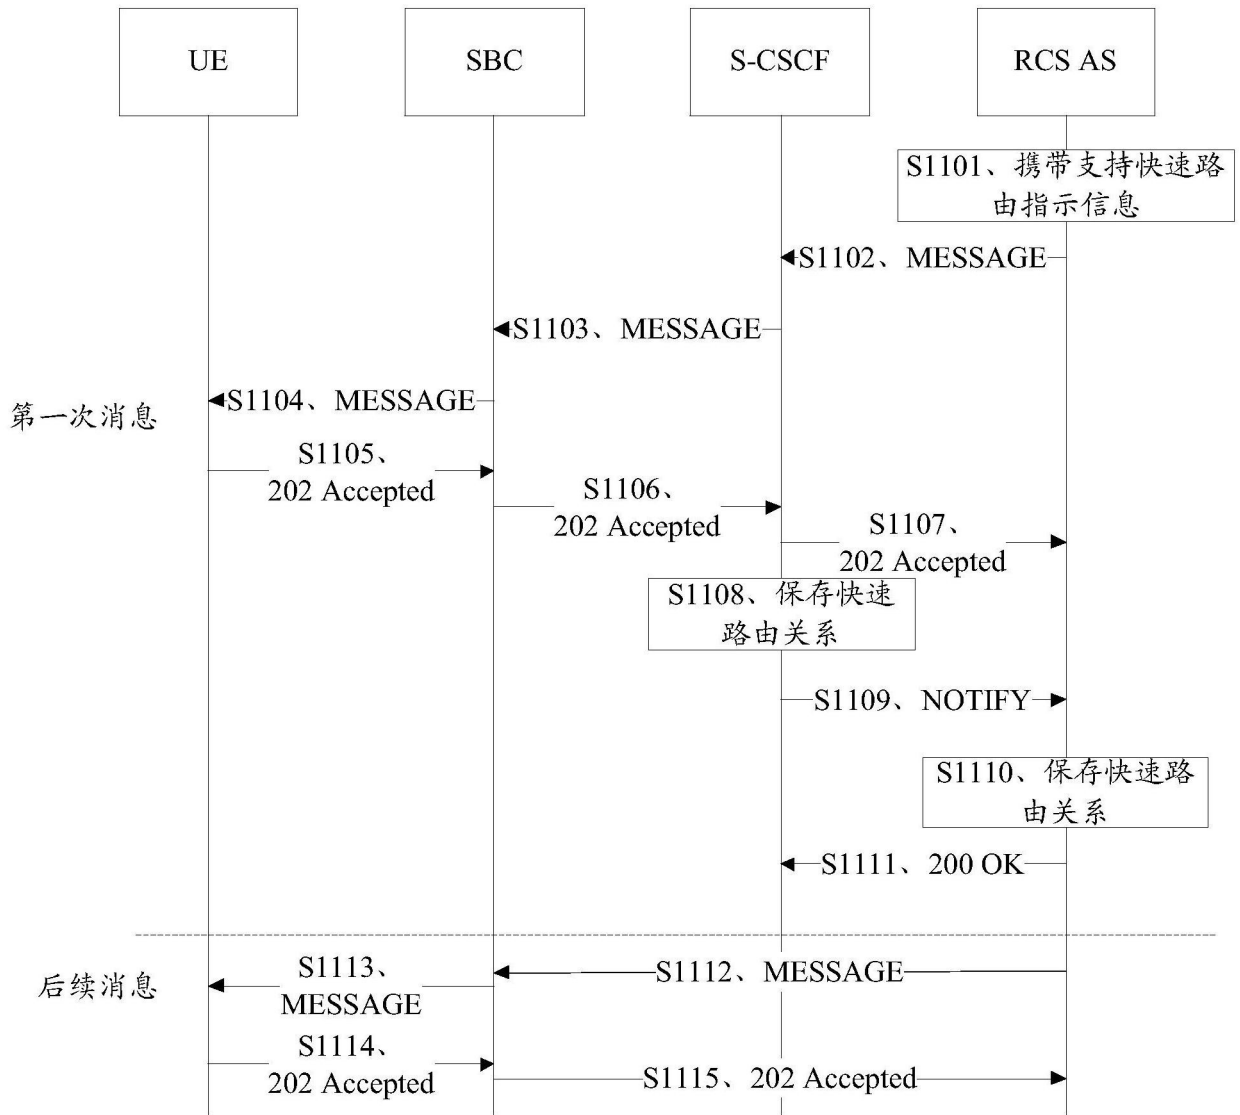 UE
SBC
S-CSCF
RCS AS
S1101、携带支持快速路
由指示信息
S1102、MESSAGE
S1103、MESSAGE
S1104、MESSAGE
第一次消息
S1105、
202 Accepted
S1106、
202 Accepted
S1107、
202 Accepted
S1108、保存快速
路由关系
S1109、NOTIFY
S1110、保存快速路
由关系
S1111、200 OK
后续消息
S1112、MESSAGE
S1113、
MESSAGE
S1114、
202 Accepted
S1115、202 Accepted